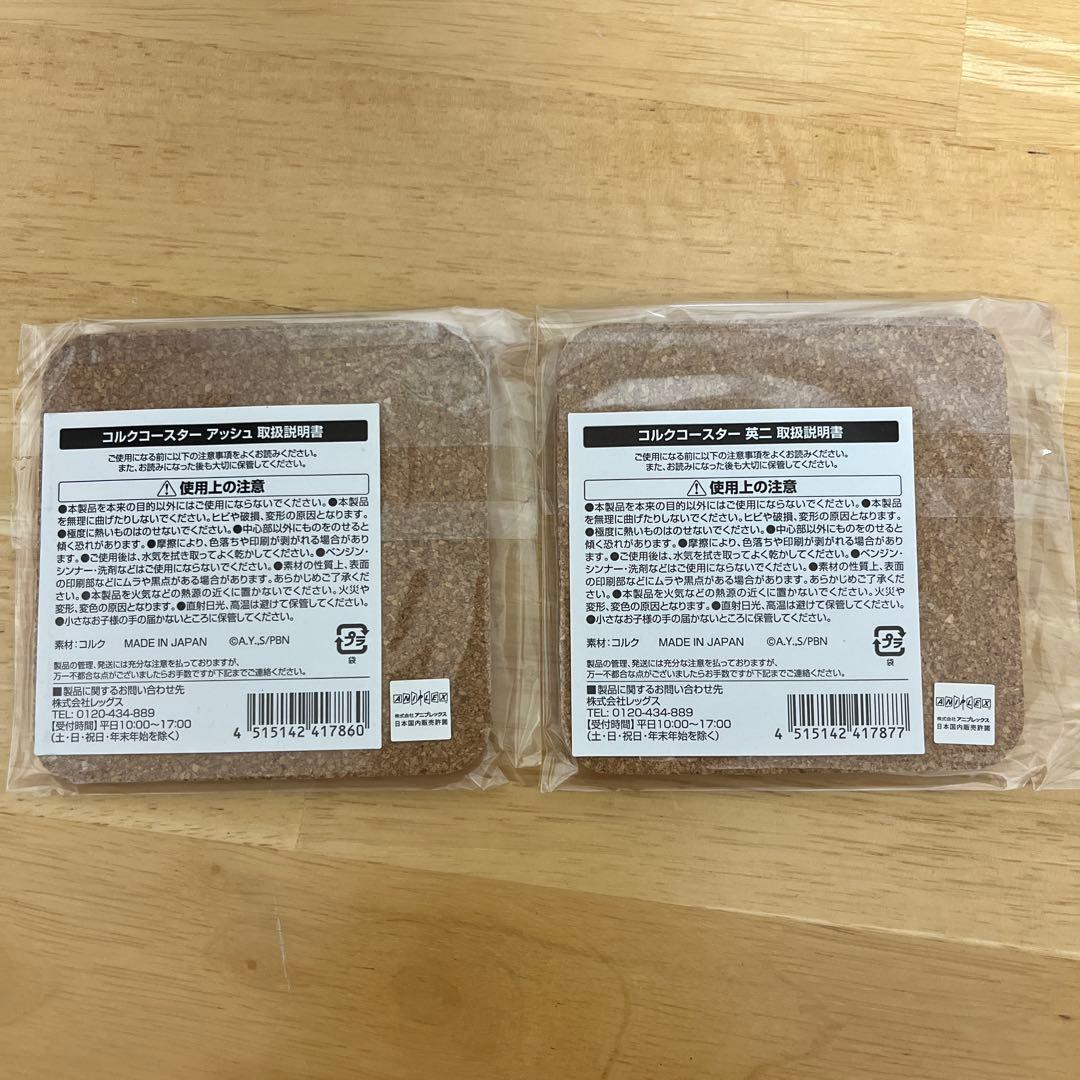 コルクコースター アッシュ 取扱説明書
ご使用になる前に以下の注意事項をよくお読みください。
また、お読みになった後も大切に保管してください。
使用上の注意
●本製品を本来の目的以外にはご使用にならないでください。●本製品
を無理に曲げたりしないでください。ヒビや破損、変形の原因となります。
●極度に熱いものはのせないでください。●中心部以外にものをのせると
傾く恐れがあります。●摩擦により、色落ちや印刷が剥がれる場合があり
ます。●ご使用後は、水気を拭き取ってよく乾かしてください。●ベンジン・
シンナー・洗剤などはご使用にならないでください。●素材の性質上、表面
の印刷部などにムラや黒点がある場合があります。あらかじめご了承くだ
さい。●本製品を火気などの熱源の近くに置かないでください。火災や
変形、変色の原因となります。●直射日光、高温は避けて保管してください。
●小さなお子様の手の届かないところに保管してください。
素材：コルク MADE IN JAPAN ©A.Y.,S/PBN
プラ
袋
製品の管理、発送には充分な注意を払っておりますが、
万一不都合な点がございましたらお手数ですが下記までご連絡ください。
■製品に関するお問い合わせ先
株式会社レッグス
TEL: 0120-434-889
【受付時間】平日10:00〜17:00
(土・日・祝日・年末年始を除く)
4 515142 417860
ANIPLEX
株式会社 アニプレックス
日本国内販売許諾
コルクコースター 英二 取扱説明書
ご使用になる前に以下の注意事項をよくお読みください。
また、お読みになった後も大切に保管してください。
使用上の注意
●本製品を本来の目的以外にはご使用にならないでください。●本製品
を無理に曲げたりしないでください。ヒビや破損、変形の原因となります。
●極度に熱いものはのせないでください。●中心部以外にものをのせると
傾く恐れがあります。●摩擦により、色落ちや印刷が剥がれる場合があり
ます。●ご使用後は、水気を拭き取ってよく乾かしてください。●ベンジン・
シンナー・洗剤などはご使用にならないでください。●素材の性質上、表面
の印刷部などにムラや黒点がある場合があります。あらかじめご了承くだ
さい。●本製品を火気などの熱源の近くに置かないでください。火災や
変形、変色の原因となります。●直射日光、高温は避けて保管してください。
●小さなお子様の手の届かないところに保管してください。
素材：コルク MADE IN JAPAN ©A.Y.,S/PBN
プラ
袋
製品の管理、発送には充分な注意を払っておりますが、
万一不都合な点がございましたらお手数ですが下記までご連絡ください。
■製品に関するお問い合わせ先
株式会社レッグス
TEL: 0120-434-889
【受付時間】平日10:00〜17:00
(土・日・祝日・年末年始を除く)
4 515142 417877
ANIPLEX
株式会社 アニプレックス
日本国内販売許諾